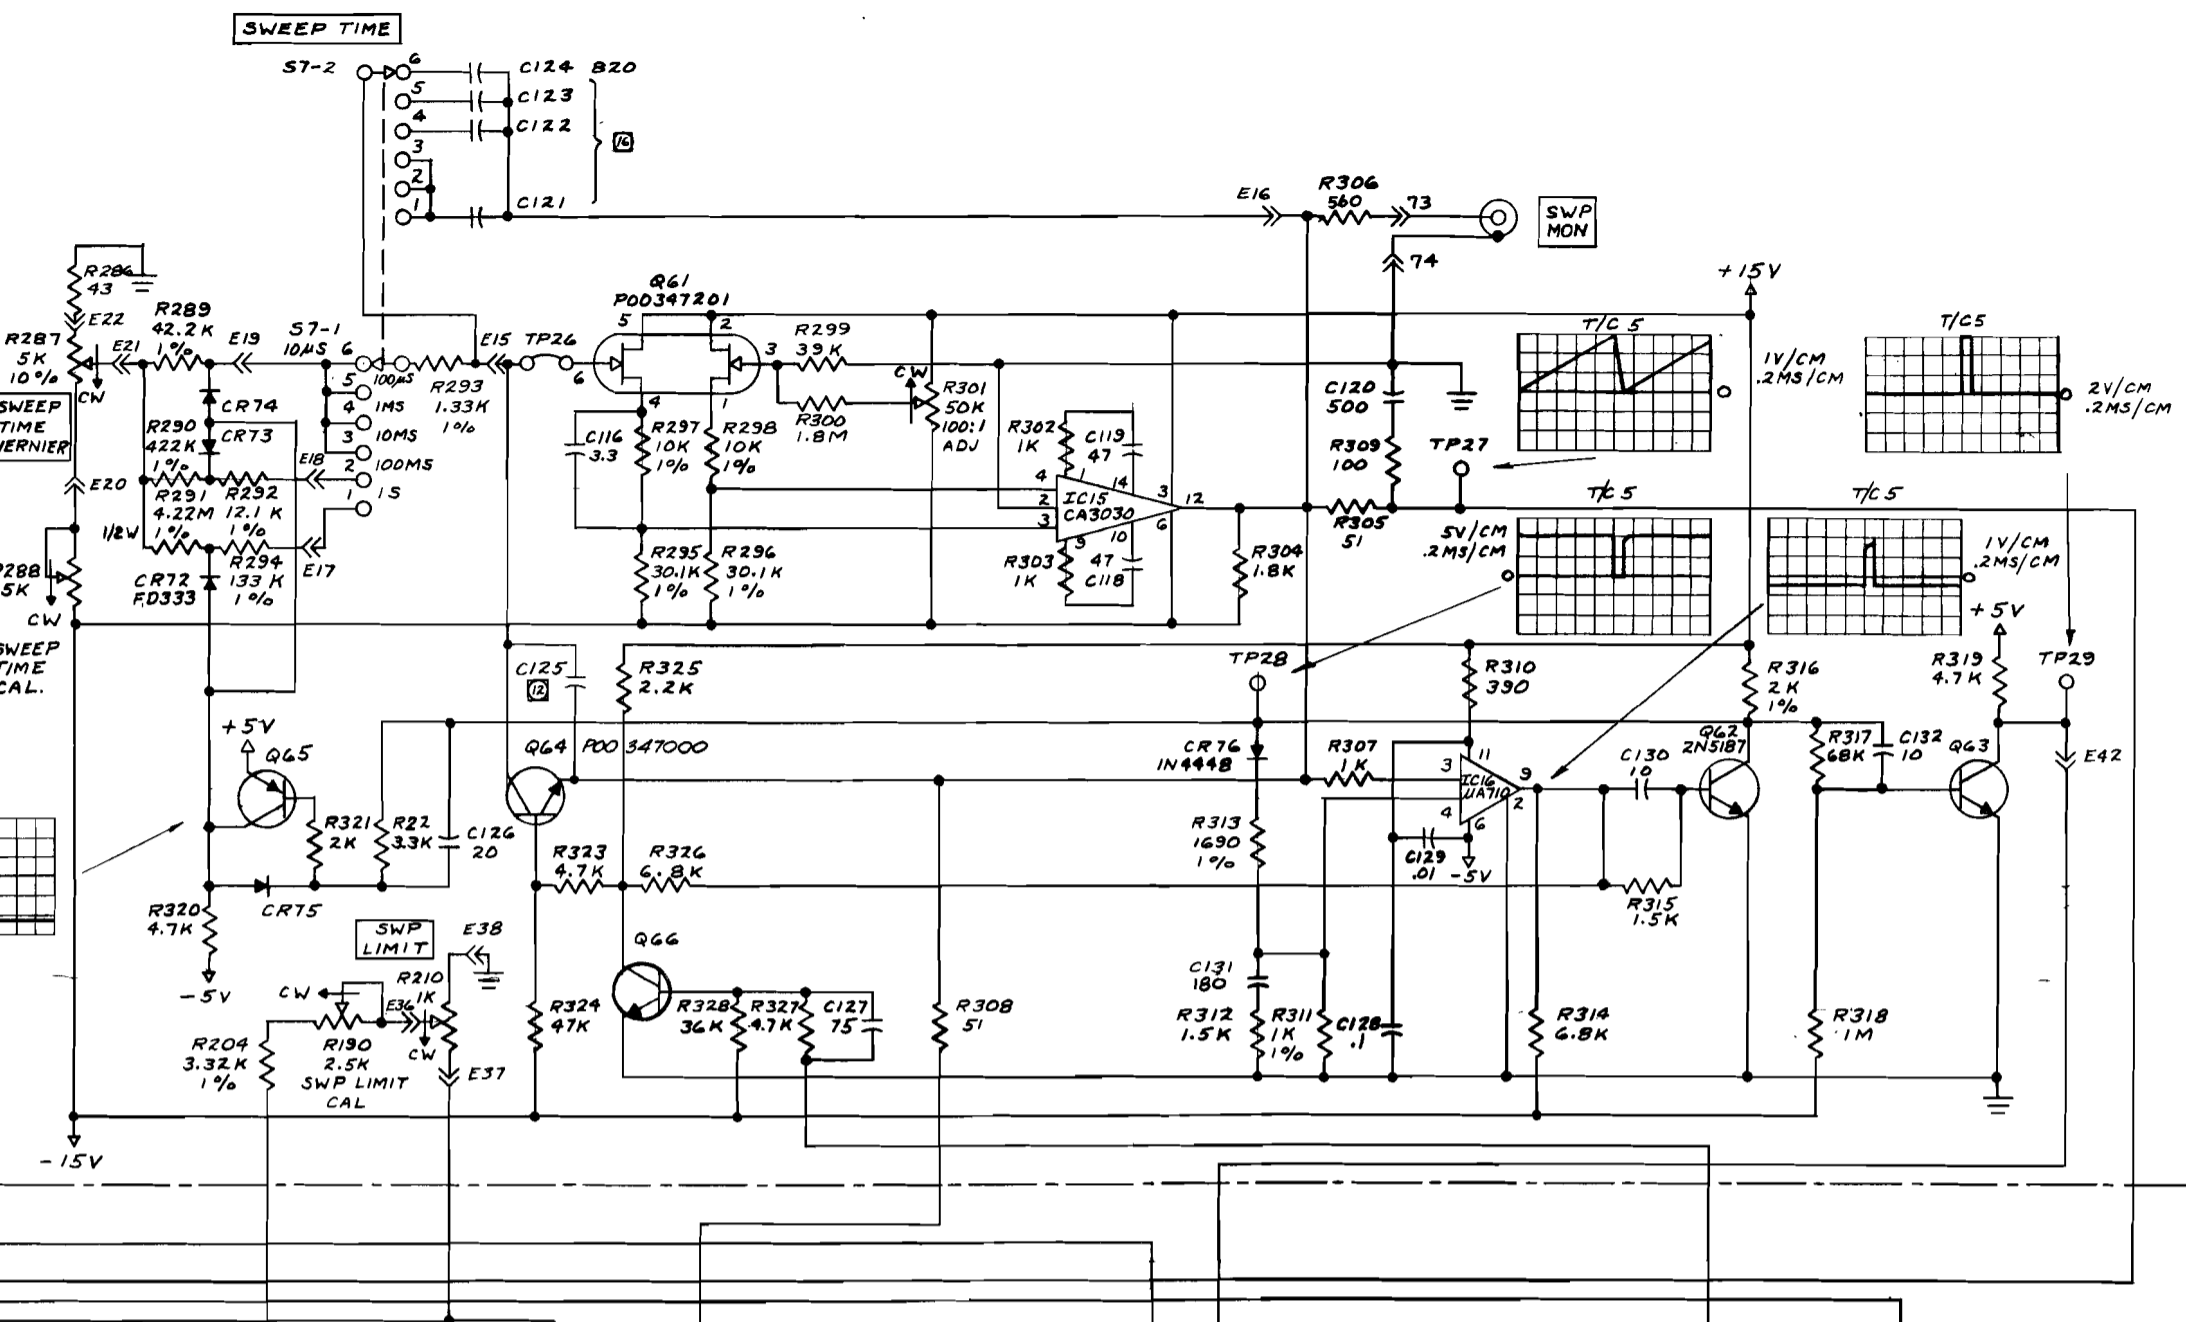 SWEEP TIME
S7-2
6
5
4
3
2
1
C124 B20
C123
C122
C121
16
E16
R306
560
73
74
SWP
MON
+15V
R286
43
E22
R287
5K
10%
CW
SWEEP
TIME
VERNIER
E21
R289
42.2K
1%
E19
S7-1
10µS 6
100µS
5
1MS
4
10MS
3
100MS
2
1S
1
CR74
CR73
R290
422K
1%
E18
R291
4.22M
1/2W 1%
R292
12.1K
1%
R294
133K
1%
E17
CR72
FD333
E20
R288
5K
CW
SWEEP
TIME
CAL.
R293
1.33K
1%
E15
TP26
Q61
P00347201
5
2
6
3
4
1
R299
39K
R300
1.8M
CW
R301
50K
100:1
ADJ
C116
3.3
R297
10K
1%
R298
10K
1%
R295
30.1K
1%
R296
30.1K
1%
R302
1K
C119
47
4
1
14
3
12
2
IC15
CA3030
3
6
9
10
R303
1K
47
C118
R304
1.8K
C120
500
R309
100
TP27
R305
51
T/C 5
1V/CM
.2MS/CM
T/C5
2V/CM
.2MS/CM
T/C 5
5V/CM
.2MS/CM
T/C 5
1V/CM
.2MS/CM
TP28
C125
12
R325
2.2K
R310
390
R316
2K
1%
+5V
R319
4.7K
TP29
+5V
Q65
Q64 P00347000
CR76
1N4448
R307
1K
3
11
IC16
µA710
9
2
4
6
C130
10
Q62
2N5187
R317
68K
C132
10
Q63
E42
R321
2K
R22
3.3K
C126
20
R313
1690
1%
C129
.01
-5V
R323
4.7K
R326
6.8K
R315
1.5K
CR75
R320
4.7K
-5V
SWP
LIMIT
E38
Q66
C131
180
R312
1.5K
R311
1K
1%
C128
.1
R314
6.8K
R318
1M
CW
R210
1K
E36
CW
R204
3.32K
1%
R190
2.5K
SWP LIMIT
CAL
E37
R324
47K
R328
36K
R327
4.7K
C127
75
R308
51
-15V